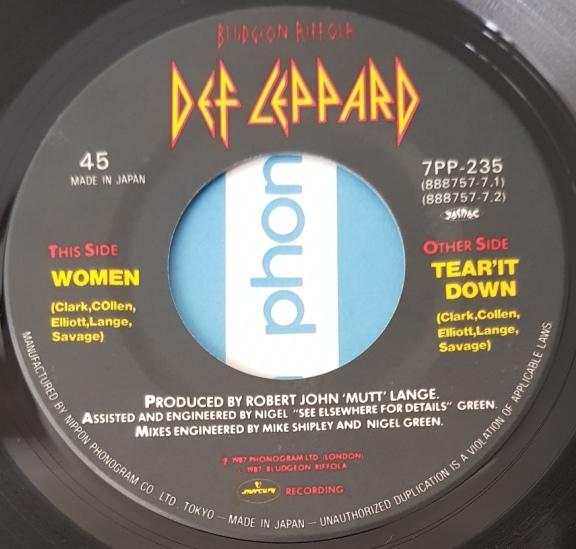 BLUDGEON RIFFOLA
DEF LEPPARD
45
MADE IN JAPAN
7PP-235
(888757-7.1)
(888757-7.2)
JASRAC
THIS SIDE
WOMEN
(Clark,COllen,
Elliott,Lange,
Savage)
OTHER SIDE
TEAR'IT
DOWN
(Clark,Collen,
Elliott,Lange,
Savage)
phon
PRODUCED BY ROBERT JOHN 'MUTT' LANGE.
ASSISTED AND ENGINEERED BY NIGEL "SEE ELSEWHERE FOR DETAILS" GREEN.
MIXES ENGINEERED BY MIKE SHIPLEY AND NIGEL GREEN.
℗ 1987 PHONOGRAM LTD (LONDON)
1987 BLUDGEON RIFFOLA
mercury RECORDING
MANUFACTURED BY NIPPON PHONOGRAM CO., LTD. TOKYO — MADE IN JAPAN — UNAUTHORIZED DUPLICATION IS A VIOLATION OF APPLICABLE LAWS